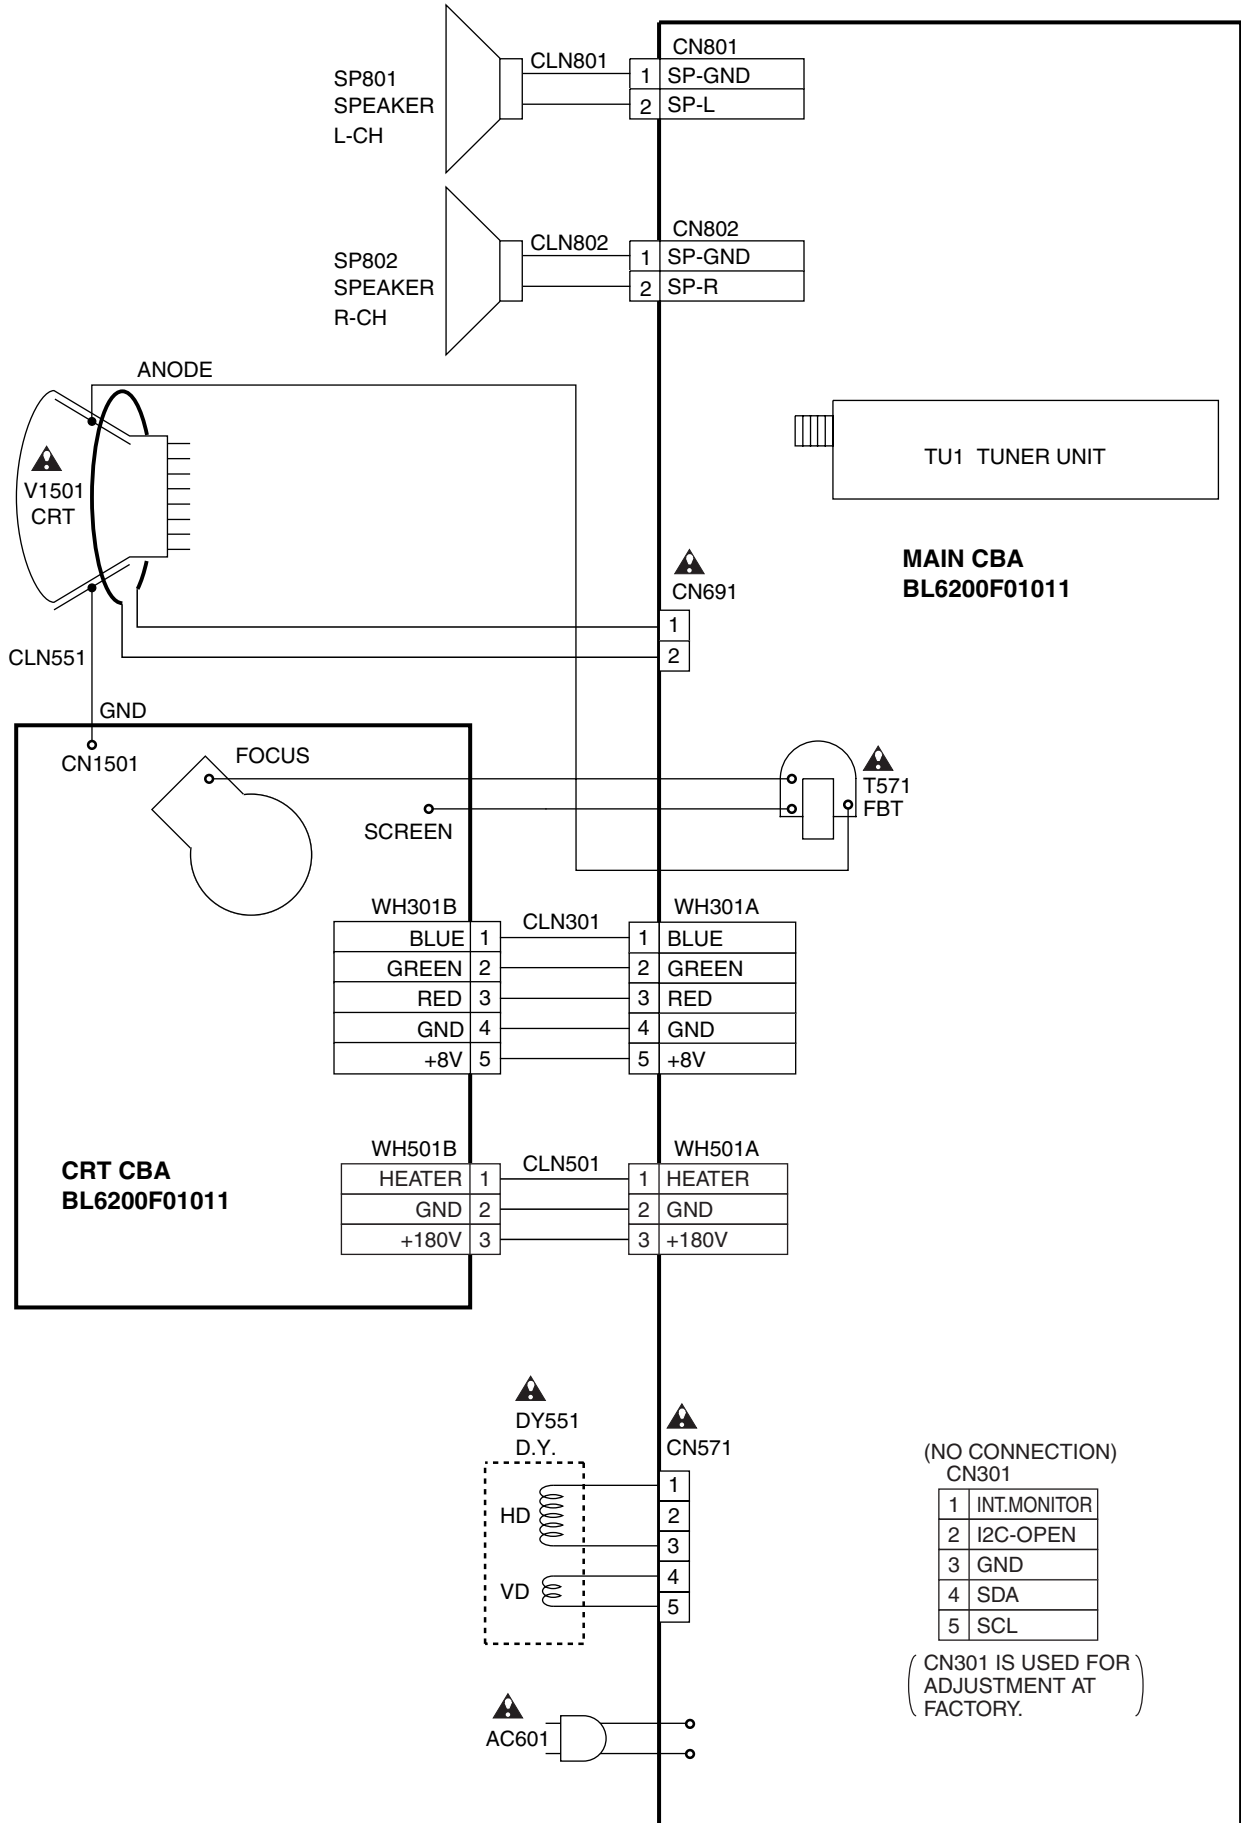 CN801
CLN801
SP801
SPEAKER
L-CH
1 SP-GND
2 SP-L
CN802
CLN802
SP802
SPEAKER
R-CH
1 SP-GND
2 SP-R
ANODE
V1501
CRT
TU1 TUNER UNIT
MAIN CBA
BL6200F01011
CN691
1
2
CLN551
GND
CN1501
FOCUS
SCREEN
T571
FBT
WH301B
CLN301
WH301A
BLUE 1 1 BLUE
GREEN 2 2 GREEN
RED 3 3 RED
GND 4 4 GND
+8V 5 5 +8V
WH501B
CLN501
WH501A
HEATER 1 1 HEATER
GND 2 2 GND
+180V 3 3 +180V
CRT CBA
BL6200F01011
DY551
D.Y.
CN571
HD
VD
1
2
3
4
5
(NO CONNECTION)
CN301
1 INT.MONITOR
2 I2C-OPEN
3 GND
4 SDA
5 SCL
( CN301 IS USED FOR
ADJUSTMENT AT
FACTORY. )
AC601